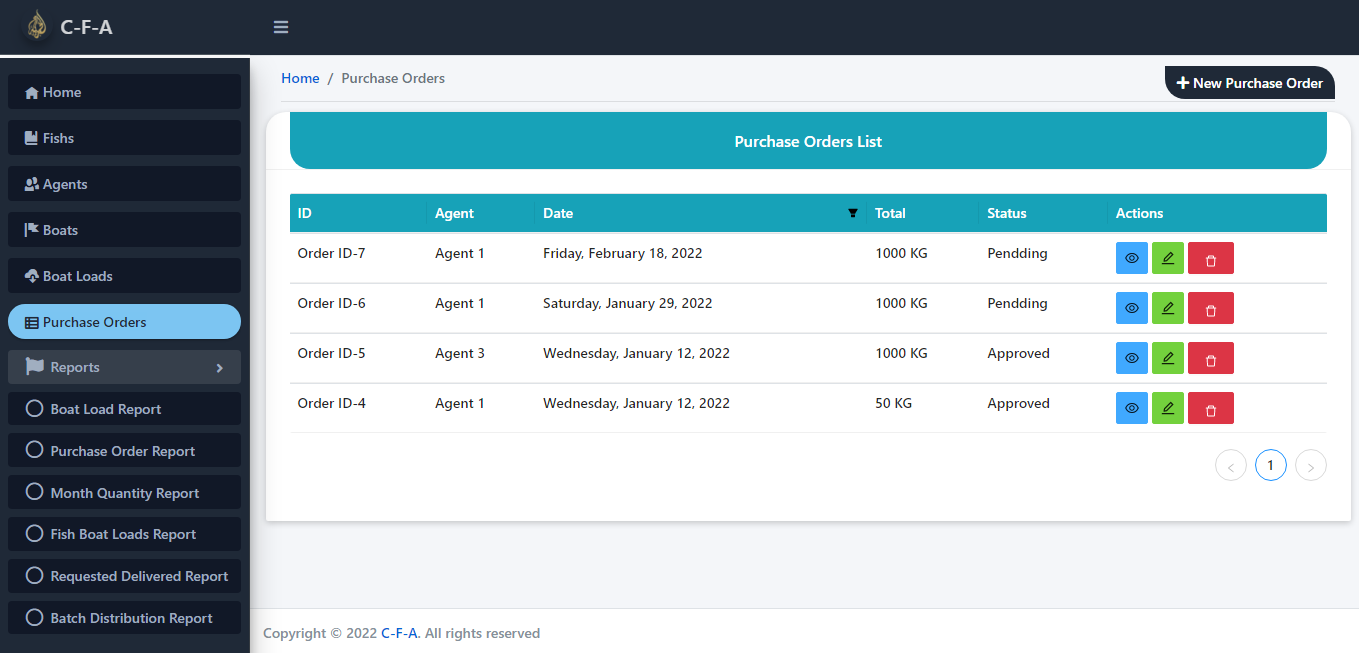 C-F-A
Home
Fishs
Agents
Boats
Boat Loads
Purchase Orders
Reports
Boat Load Report
Purchase Order Report
Month Quantity Report
Fish Boat Loads Report
Requested Delivered Report
Batch Distribution Report
Home / Purchase Orders
New Purchase Order
Purchase Orders List
ID Agent Date Total Status Actions
Order ID-7 Agent 1 Friday, February 18, 2022 1000 KG Pendding
Order ID-6 Agent 1 Saturday, January 29, 2022 1000 KG Pendding
Order ID-5 Agent 3 Wednesday, January 12, 2022 1000 KG Approved
Order ID-4 Agent 1 Wednesday, January 12, 2022 50 KG Approved
1
Copyright © 2022 C-F-A. All rights reserved